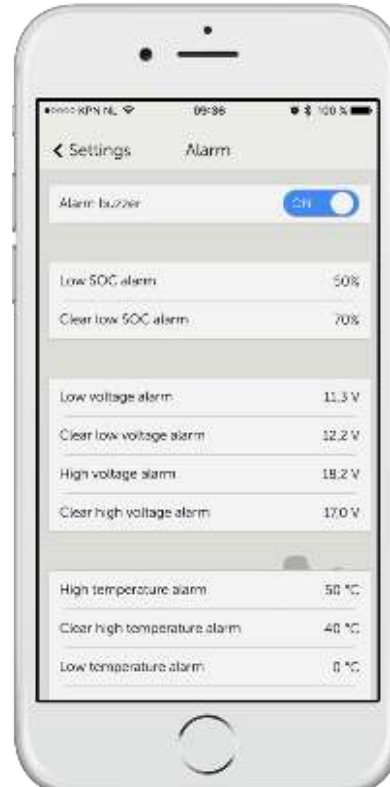 KPN NL 09:36 100 %
Settings Alarm
Alarm buzzer ON
Low SOC alarm 50%
Clear low SOC alarm 70%
Low voltage alarm 11,3 V
Clear low voltage alarm 12,2 V
High voltage alarm 18,2 V
Clear high voltage alarm 17,0 V
High temperature alarm 50 °C
Clear high temperature alarm 40 °C
Low temperature alarm 0 °C